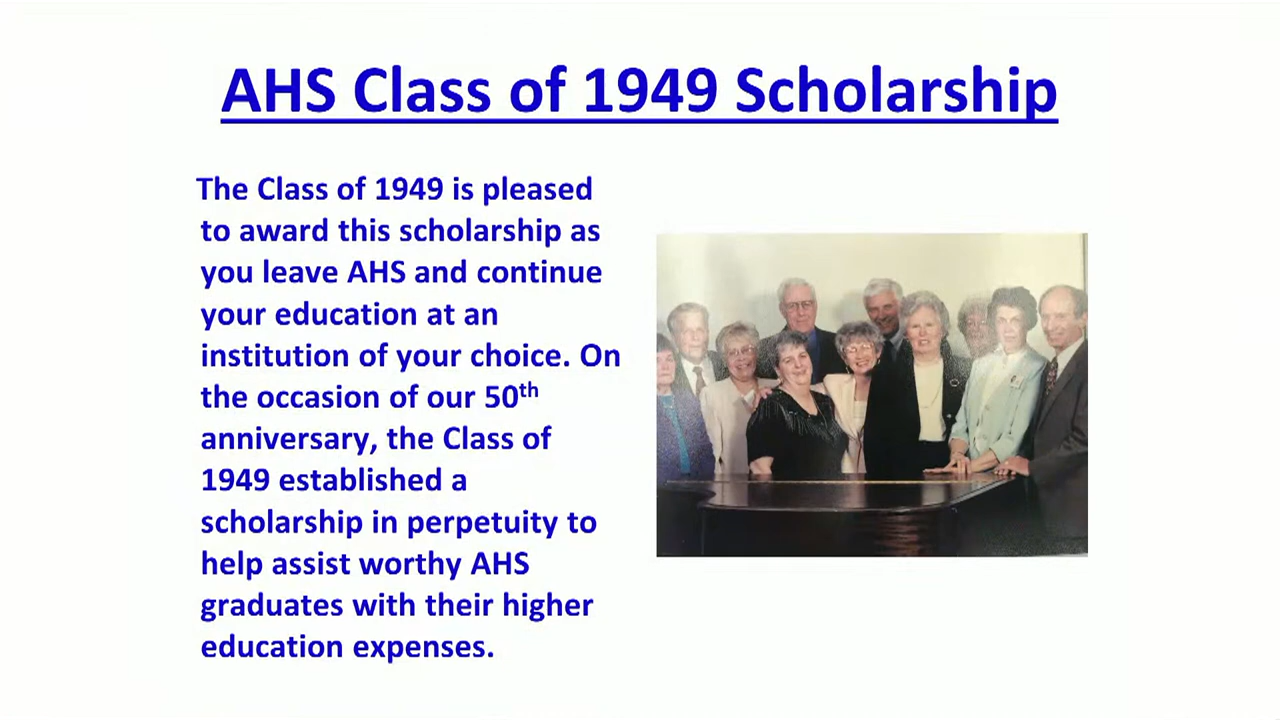 AHS Class of 1949 Scholarship
The Class of 1949 is pleased
to award this scholarship as
you leave AHS and continue
your education at an
institution of your choice. On
the occasion of our 50th
anniversary, the Class of
1949 established a
scholarship in perpetuity to
help assist worthy AHS
graduates with their higher
education expenses.